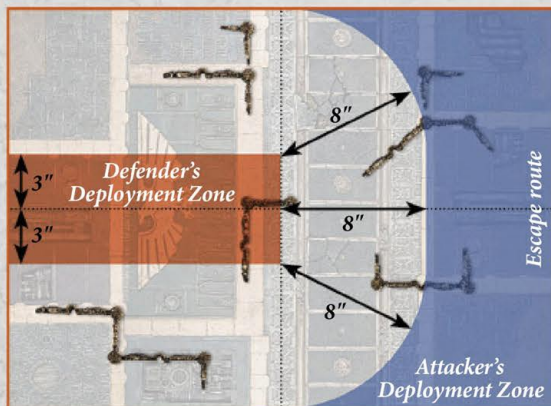 8"
3"
Defender's
Deployment Zone
3"
8"
8"
Escape route
Attacker's
Deployment Zone